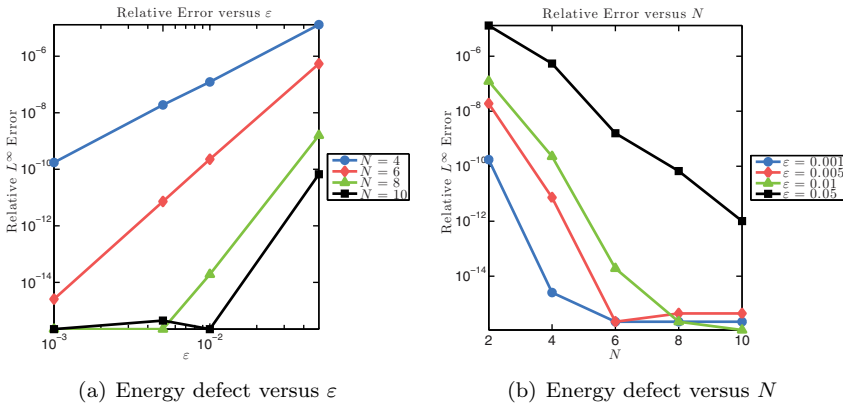 Relative Error versus ε
Relative L^∞ Error
10^−6
10^−8
10^−10
10^−12
10^−14
10^−3
10^−2
ε
N = 4
N = 6
N = 8
N = 10
(a) Energy defect versus ε
Relative Error versus N
Relative L^∞ Error
10^−6
10^−8
10^−10
10^−12
10^−14
2
4
6
8
10
N
ε = 0.001
ε = 0.005
ε = 0.01
ε = 0.05
(b) Energy defect versus N